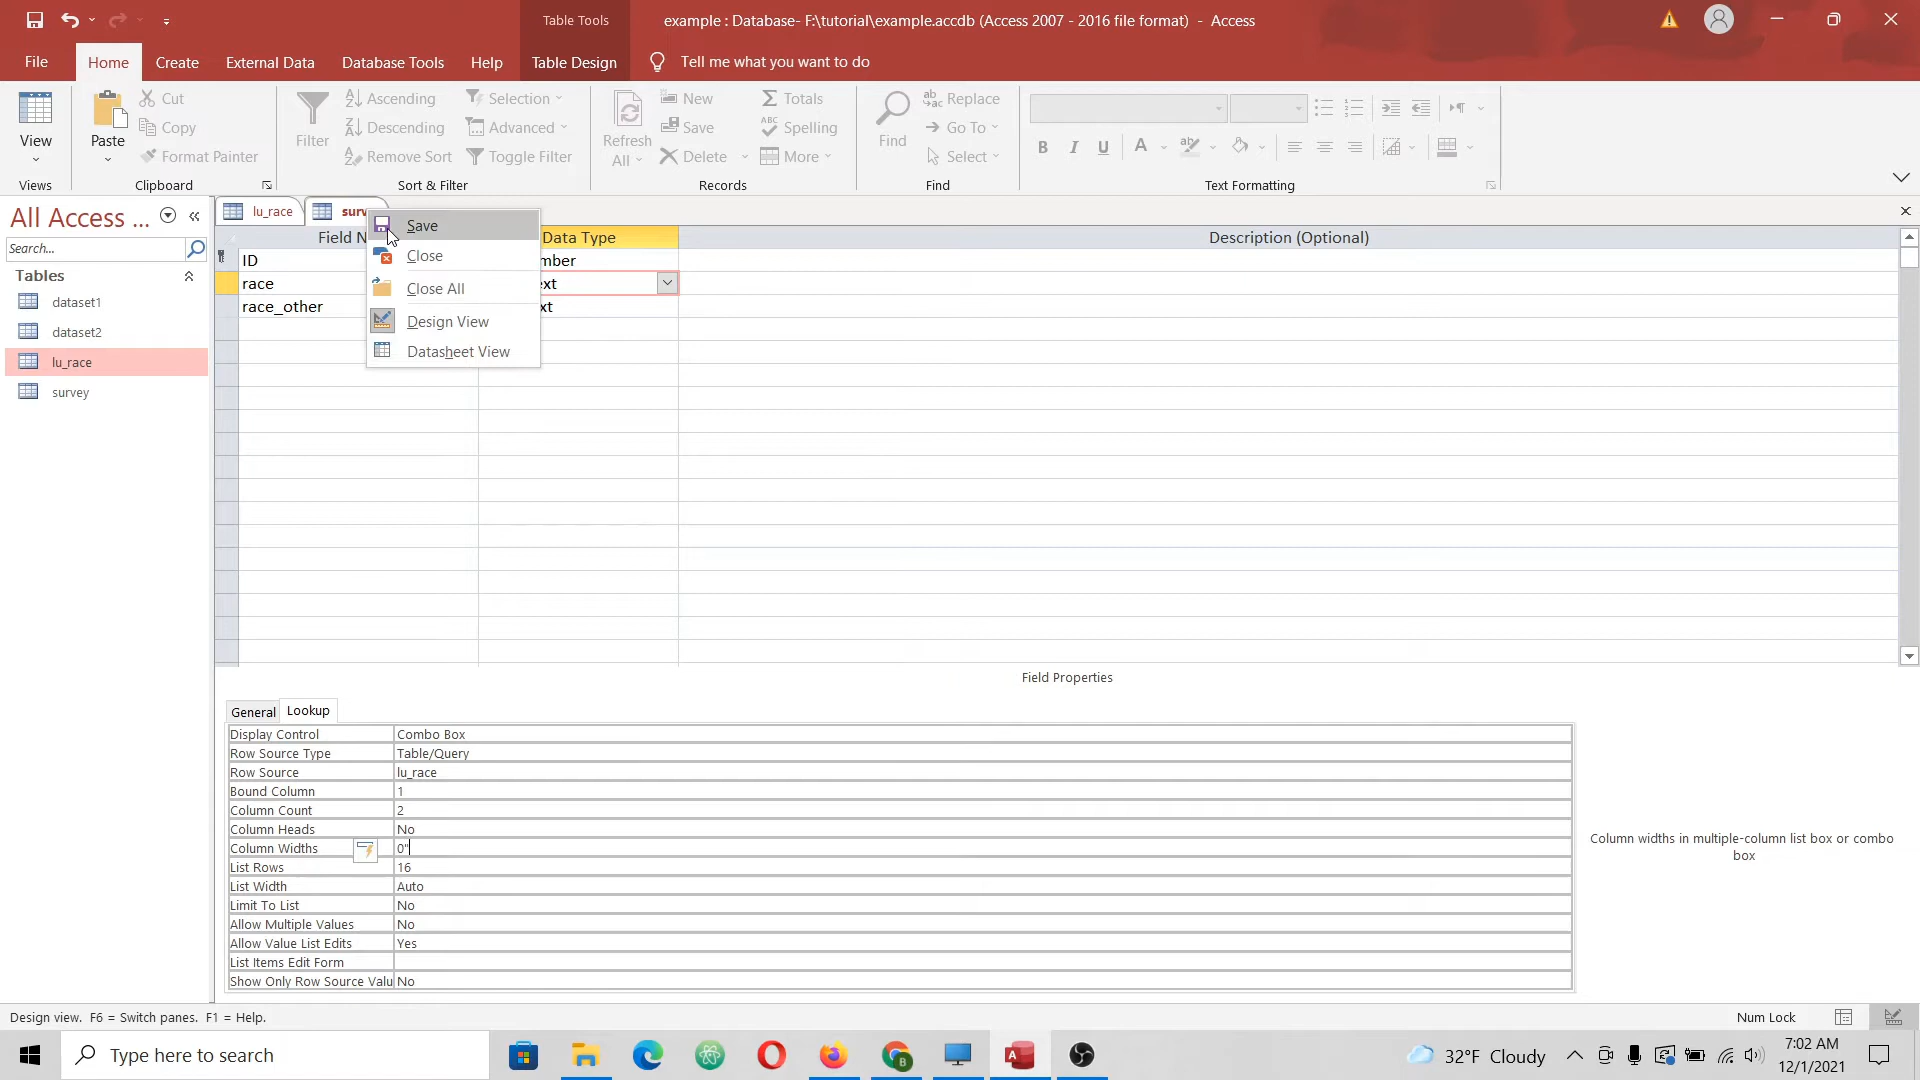 Table Tools
example : Database- F:\tutorial\example.accdb (Access 2007 - 2016 file format) - Access
File Home Create External Data Database Tools Help Table Design Tell me what you want to do
View
Views
Paste
Cut
Copy
Format Painter
Clipboard
Filter
Ascending
Descending
Remove Sort
Selection
Advanced
Toggle Filter
Sort & Filter
Refresh
All
New
Save
Delete
Totals
Spelling
More
Records
Find
Replace
Go To
Select
Find
B I U A
Text Formatting
All Access ...
Search...
Tables
dataset1
dataset2
lu_race
survey
lu_race
Save
Close
Close All
Design View
Datasheet View
Data Type Description (Optional)
ID
race
race_other
Field Properties
General Lookup
Display Control Combo Box
Row Source Type Table/Query
Row Source lu_race
Bound Column 1
Column Count 2
Column Heads No
Column Widths 0"
List Rows 16
List Width Auto
Limit To List No
Allow Multiple Values No
Allow Value List Edits Yes
List Items Edit Form
Show Only Row Source Valu No
Column widths in multiple-column list box or combo
box
Design view. F6 = Switch panes. F1 = Help.
Num Lock
Type here to search
32°F Cloudy
7:02 AM
12/1/2021